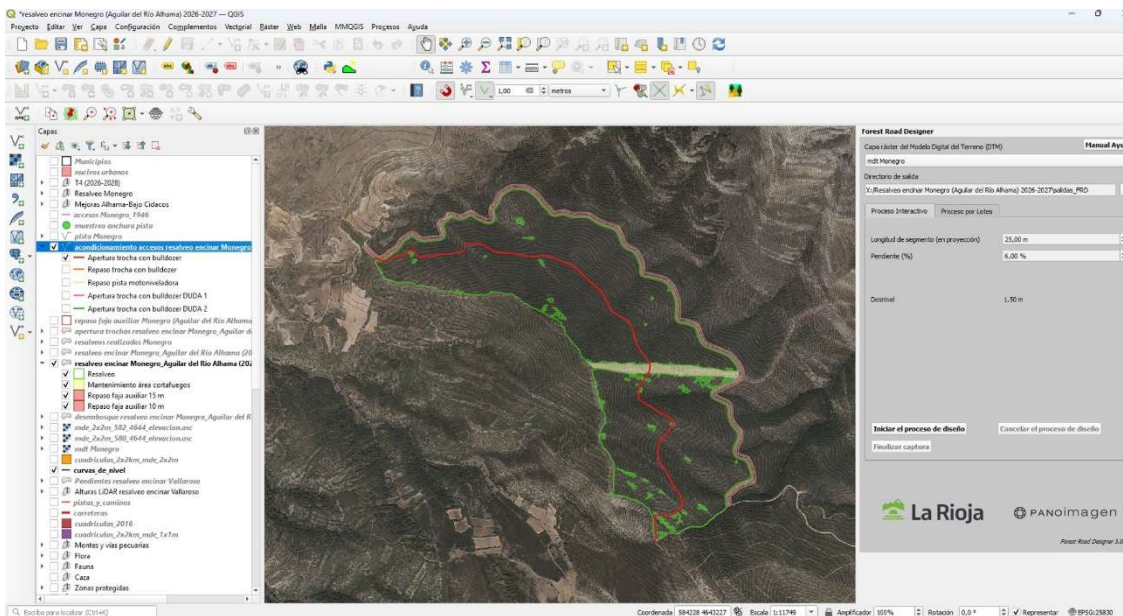 *resalveo encinar Monegro (Aguilar del Río Alhama) 2026-2027 — QGIS
Proyecto Editar Ver Capa Configuración Complementos Vectorial Ráster Web Malla MMQGIS Procesos Ayuda
1,00 metros
Capas
Municipios
nucleos urbanos
T4 (2026-2028)
Resalveo Monegro
Mejoras Alhama-Bajo Cidacos
accesos Monegro_1946
muestreo anchura pista
pista Monegro
acondicionamiento accesos resalveo encinar Monegro
Apertura trocha con bulldozer
Repaso trocha con bulldozer
Repaso pista motoniveladora
Apertura trocha con bulldozer DUDA 1
Apertura trocha con bulldozer DUDA 2
repaso faja auxiliar Monegro (Aguilar del Río Alhama
apertura trochas resalveo encinar Monegro_Aguilar de
resalveos realizados Monegro
resalveo encinar Monegro_Aguilar del Río Alhama (20
resalveo encinar Monegro_Aguilar del Río Alhama (202
Resalveo
Mantenimiento área cortafuegos
Repaso faja auxiliar 15 m
Repaso faja auxiliar 10 m
desembosque resalveo encinar Monegro_Aguilar del R
mde_2x2m_582_4644_elevacion.asc
mde_2x2m_580_4644_elevacion.asc
mdt Monegro
cuadriculas_2x2km_mde_2x2m
curvas_de_nivel
Pendientes resalveo encinar Vallaroso
Alturas LiDAR resalveo encinar Vallaroso
pistas_y_caminos
carreteras
cuadriculas_2016
cuadriculas_2x2km_mde_1x1m
Montes y vías pecuarias
Flora
Fauna
Caza
Zonas protegidas
Forest Road Designer
Capa ráster del Modelo Digital del Terreno (DTM) Manual Ayu
mdt Monegro
Directorio de salida
X:/Resalveo encinar Monegro (Aguilar del Río Alhama) 2026-2027\salidas_FRD
Proceso Interactivo Proceso por Lotes
Longitud de segmento (en proyección) 25,00 m
Pendiente (%) 6,00 %
Desnivel 1.50 m
Iniciar el proceso de diseño Cancelar el proceso de diseño
Finalizar captura
La Rioja PANOimagen
Forest Road Designer 3.0
Escriba para localizar (Ctrl+K) Coordenada 584228 4643227 Escala 1:11749 Amplificador 100% Rotación 0,0 ° Representar EPSG:25830